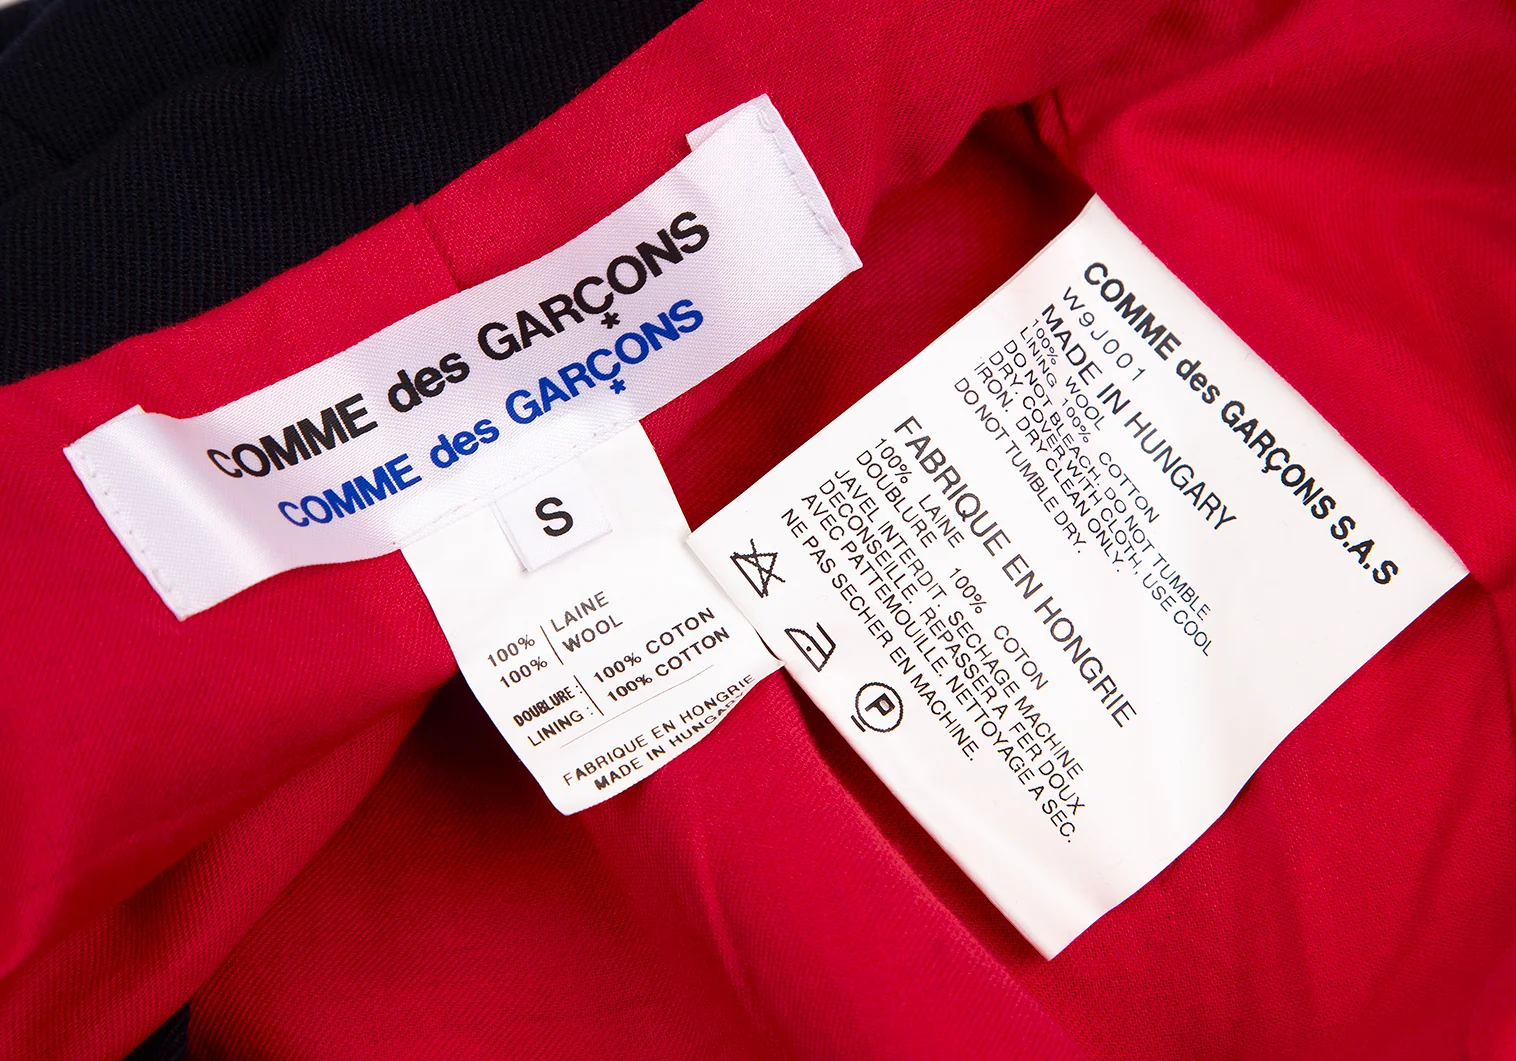 COMME des GARÇONS
*
COMME des GARÇONS
*
S
100% LAINE
100% WOOL
DOUBLURE: 100% COTON
LINING: 100% COTTON
FABRIQUE EN HONGRIE
MADE IN HUNGARY
COMME des GARÇONS S.A.S
W9J001
MADE IN HUNGARY
100% WOOL
LINING 100% COTTON
DO NOT BLEACH, DO NOT TUMBLE
DRY, COVER WITH CLOTH, USE COOL
IRON. DRY CLEAN ONLY.
DO NOT TUMBLE DRY.
FABRIQUE EN HONGRIE
100% LAINE
DOUBLURE 100% COTON
JAVEL INTERDIT. SECHAGE MACHINE
DECONSEILLE. REPASSER A FER DOUX
AVEC PATTEMOUILLE. NETTOYAGE A SEC.
NE PAS SECHER EN MACHINE.
P